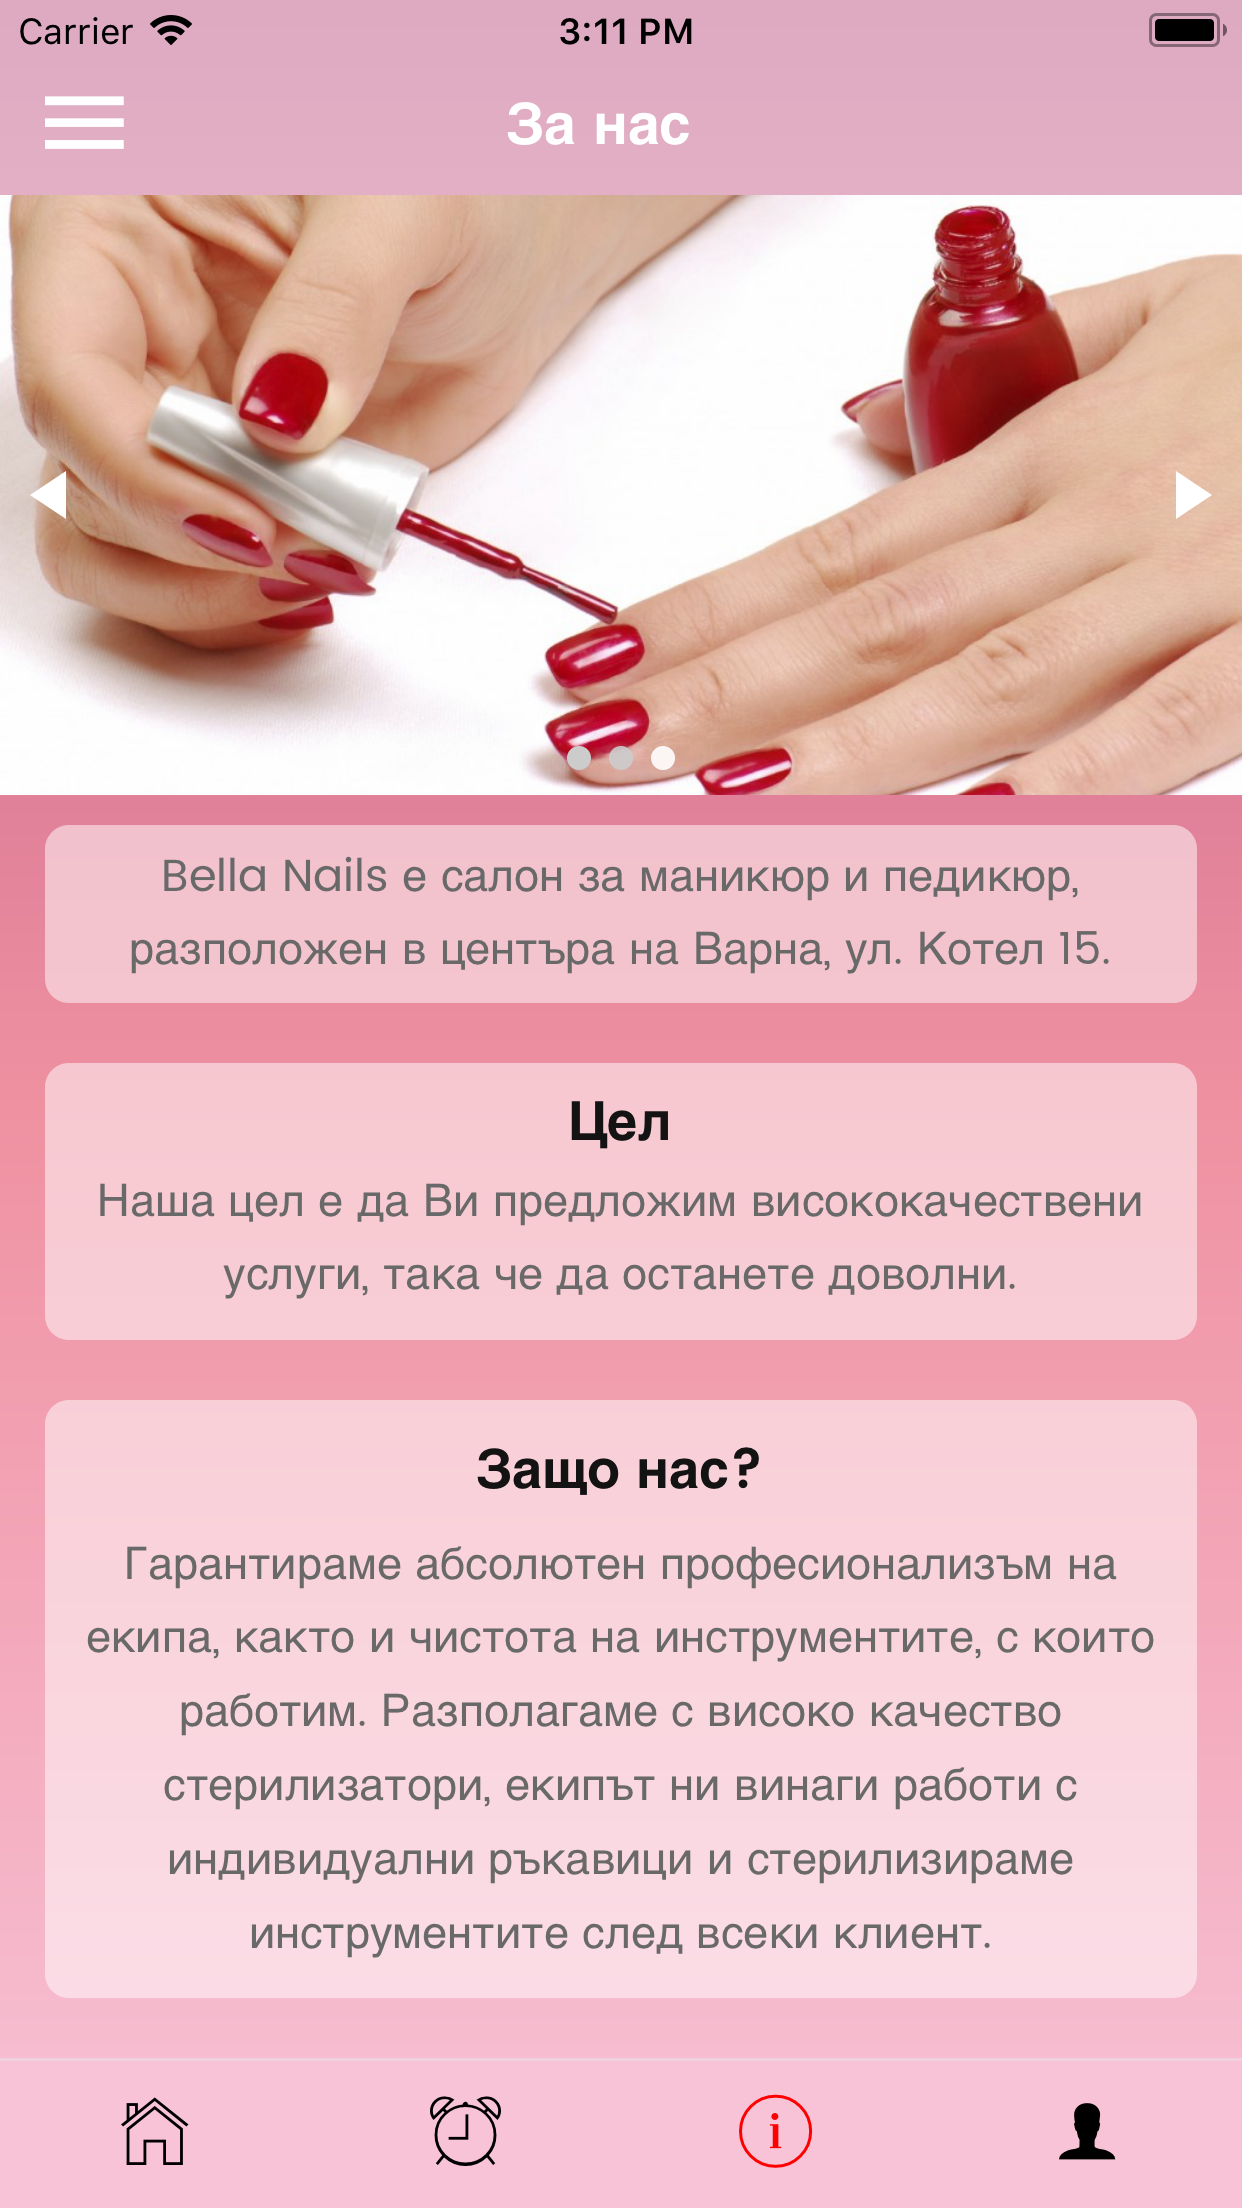 Carrier 3:11 PM
За нас
Bella Nails е салон за маникюр и педикюр,
разположен в центъра на Варна, ул. Котел 15.
Цел
Наша цел е да Ви предложим висококачествени
услуги, така че да останете доволни.
Защо нас?
Гарантираме абсолютен професионализъм на
екипа, както и чистота на инструментите, с които
работим. Разполагаме с високо качество
стерилизатори, екипът ни винаги работи с
индивидуални ръкавици и стерилизираме
инструментите след всеки клиент.
i